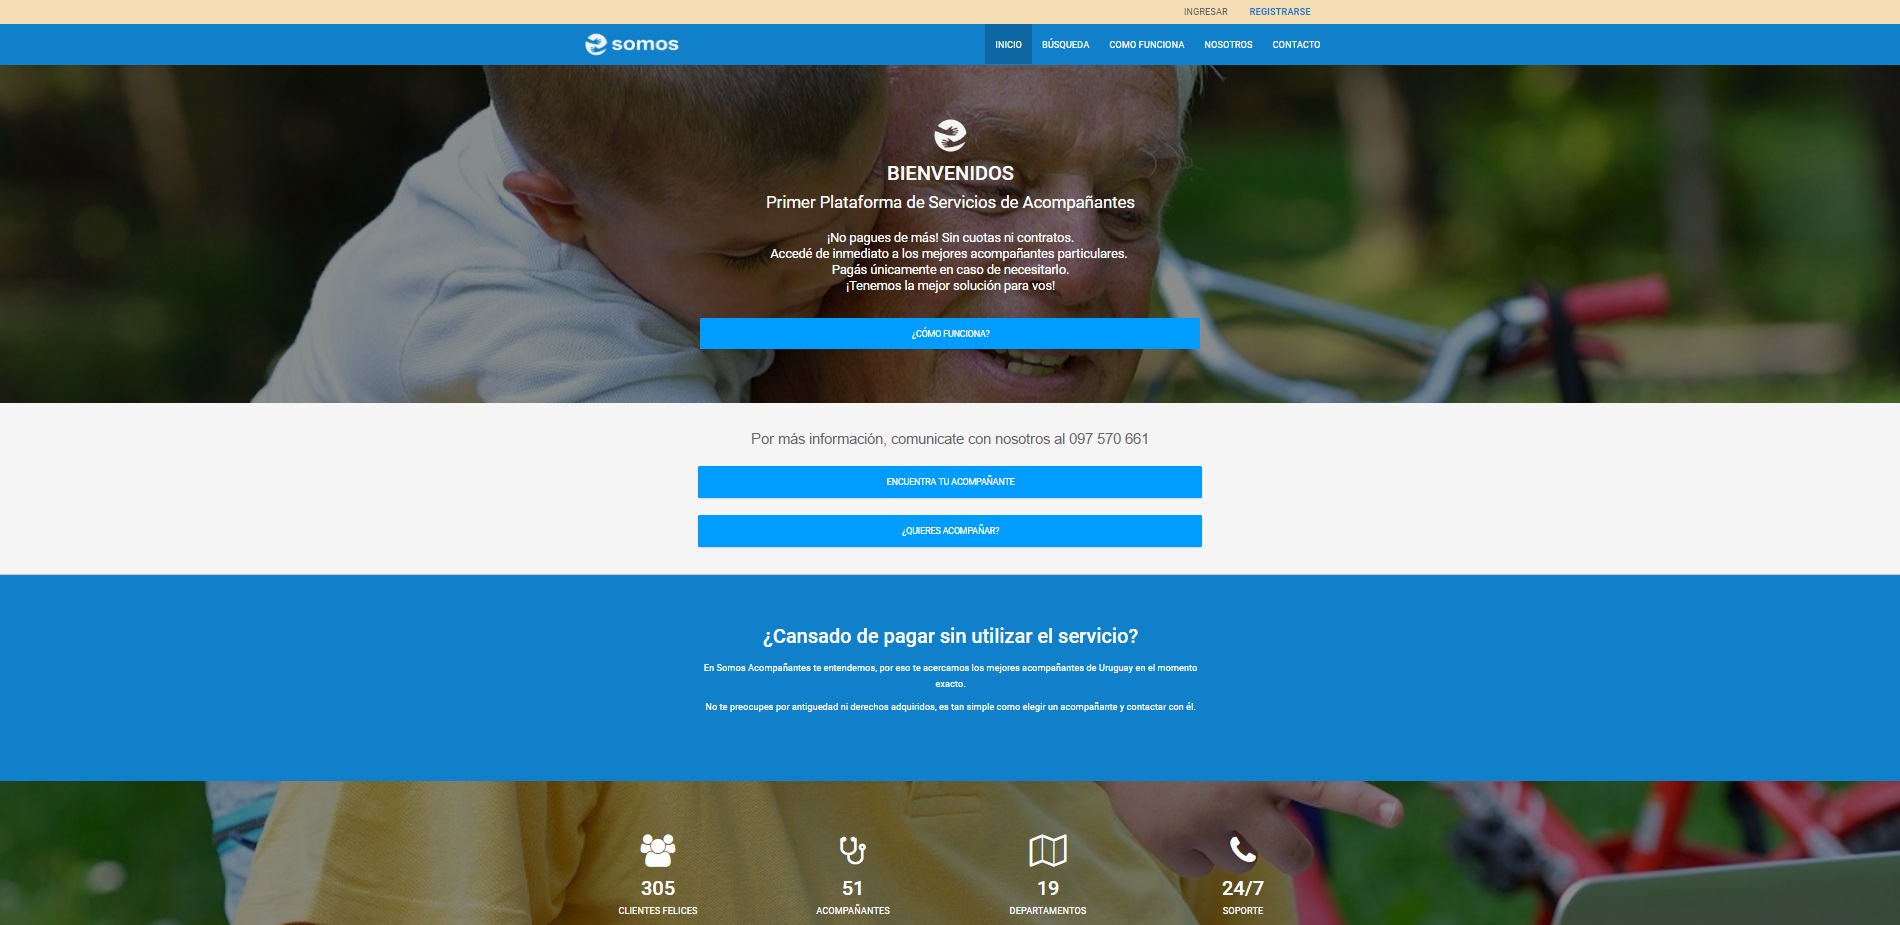 INGRESAR
REGISTRARSE
somos
INICIO
BÚSQUEDA
COMO FUNCIONA
NOSOTROS
CONTACTO
BIENVENIDOS
Primer Plataforma de Servicios de Acompañantes
¡No pagues de más! Sin cuotas ni contratos.
Accedé de inmediato a los mejores acompañantes particulares.
Pagás únicamente en caso de necesitarlo.
¡Tenemos la mejor solución para vos!
¿CÓMO FUNCIONA?
Por más información, comunicate con nosotros al 097 570 661
ENCUENTRA TU ACOMPAÑANTE
¿QUIERES ACOMPAÑAR?
¿Cansado de pagar sin utilizar el servicio?
En Somos Acompañantes te entendemos, por eso te acercamos los mejores acompañantes de Uruguay en el momento
exacto.
No te preocupes por antiguedad ni derechos adquiridos, es tan simple como elegir un acompañante y contactar con él.
305
CLIENTES FELICES
51
ACOMPAÑANTES
19
DEPARTAMENTOS
24/7
SOPORTE